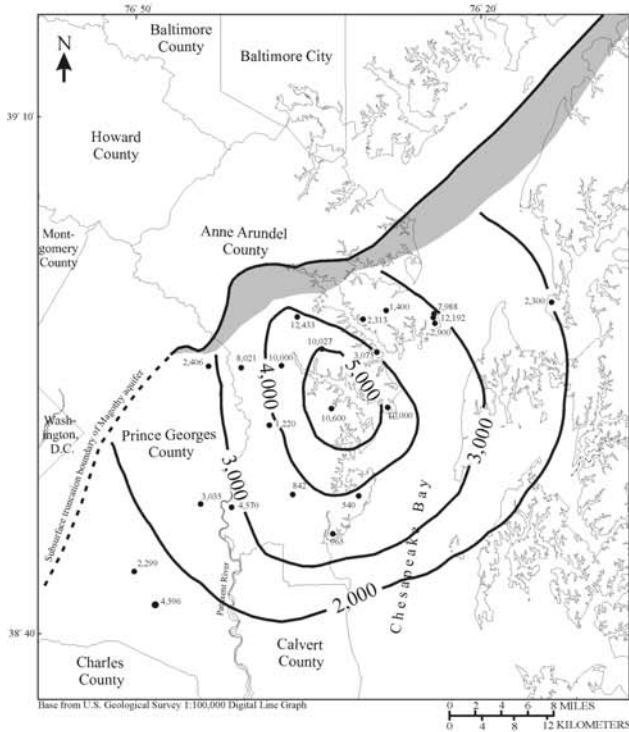 76˚ 50
76˚ 20
N
Baltimore
County
Baltimore City
39˚ 10
Howard
County
Mont-
gomery
County
Anne Arundel
County
2,300
1,400
7,988
12,192
2,900
12,433
2,313
10,027
3,073
2,406
8,021
10,000
5,000
4,000
10,600
1,220
Wash-
ington,
D.C.
Prince Georges
County
3,000
3,000
842
540
3,035
4,570
Subsurface truncation boundary of Magothy aquifer
Chesapeake Bay
2,299
4,596
Patuxent River
2,000
38˚ 40
Calvert
County
Charles
County
Base from U.S. Geological Survey 1:100,000 Digital Line Graph
0 2 4 6 8 MILES
0 4 8 12 KILOMETERS